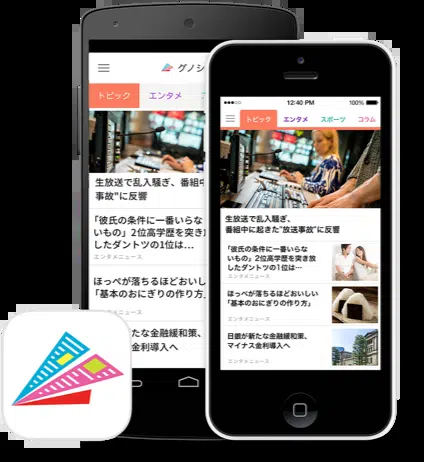 グノシ
トピック
エンタメ
生放送で乱入騒ぎ、番組中
事故"に反響
「彼氏の条件に一番いらな
いもの」2位高学歴を突き
したダントツの1位は…
エンタメニュース
ほっぺが落ちるほどおいし
「基本のおにぎりの作り方」
エンタメニュース
たな金融緩和策、
金利導入へ
12:40 PM
100%
トピック
エンタメ
スポーツ
コラム
生放送で乱入騒ぎ、
番組中に起きた"放送事故"に反響
「彼氏の条件に一番いらな
いもの」2位高学歴を突き放
したダントツの1位は…
エンタメニュース
ほっぺが落ちるほどおいしい
「基本のおにぎりの作り方」
エンタメニュース
日銀が新たな金融緩和策、
マイナス金利導入へ
エンタメニュース